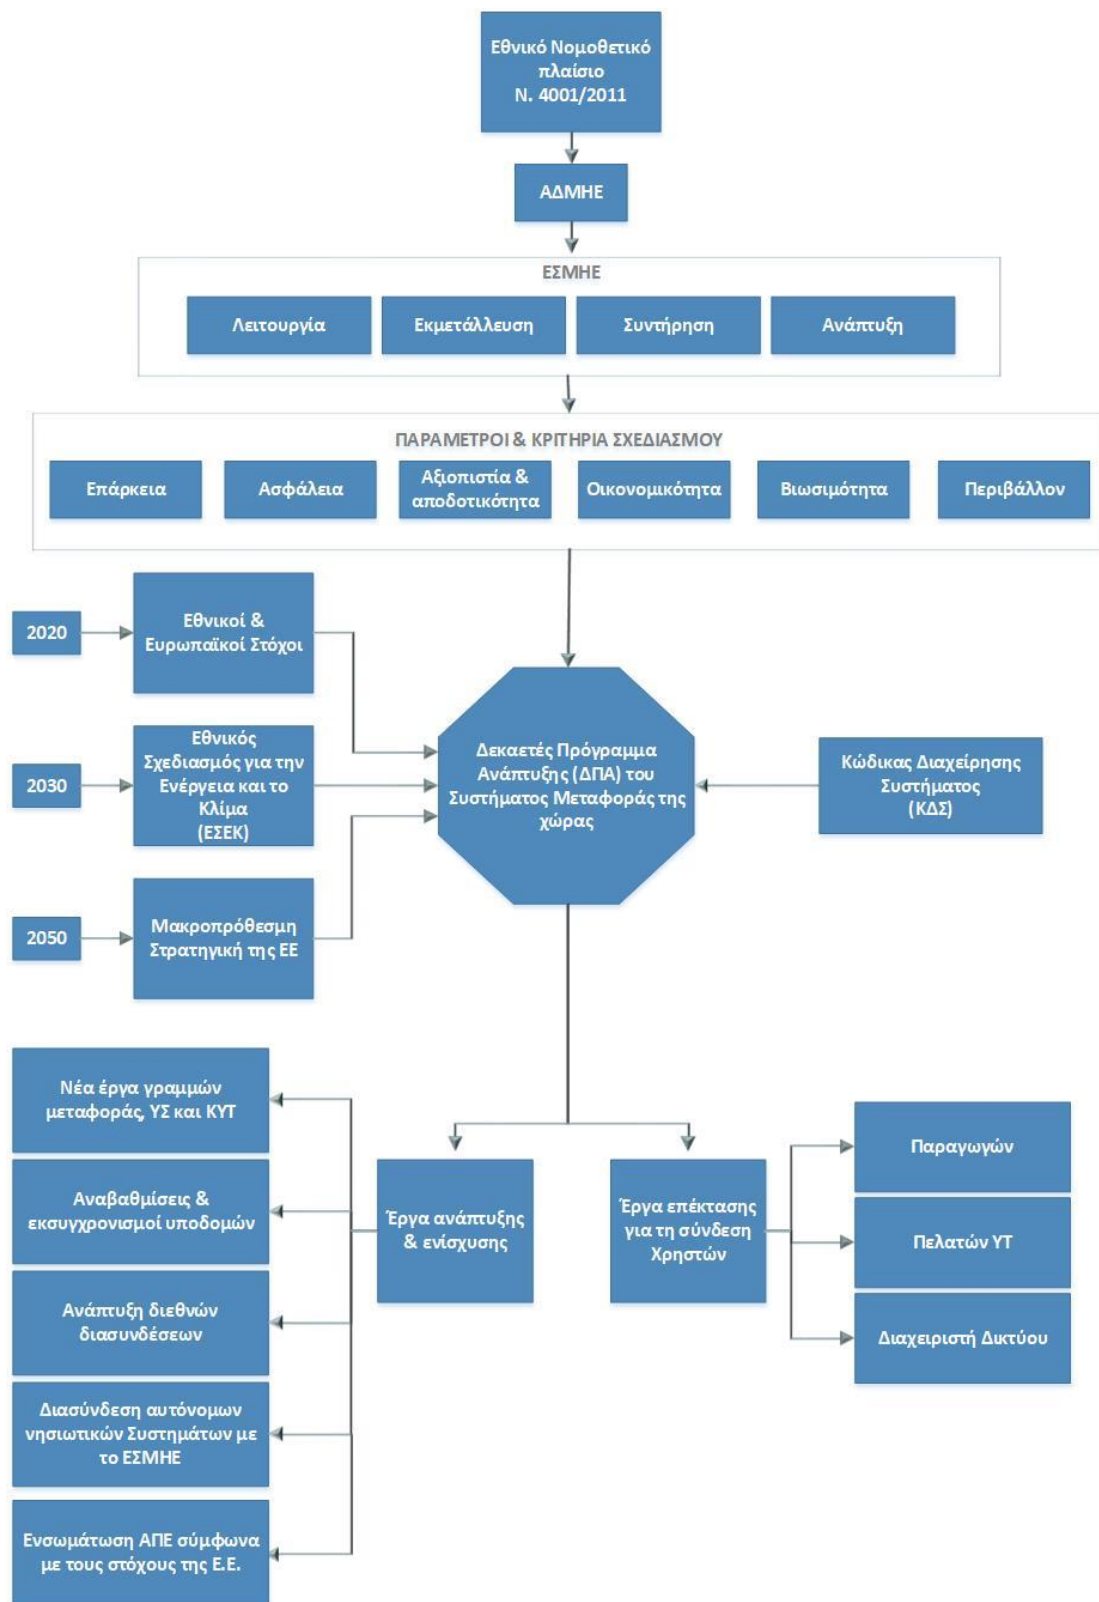 Εθνικό Νομοθετικό
πλαίσιο
Ν. 4001/2011
ΑΔΜΗΕ
ΕΣΜΗΕ
Λειτουργία
Εκμετάλλευση
Συντήρηση
Ανάπτυξη
ΠΑΡΑΜΕΤΡΟΙ & ΚΡΙΤΗΡΙΑ ΣΧΕΔΙΑΣΜΟΥ
Επάρκεια
Ασφάλεια
Αξιοπιστία &
αποδοτικότητα
Οικονομικότητα
Βιωσιμότητα
Περιβάλλον
2020
Εθνικοί &
Ευρωπαϊκοί Στόχοι
2030
Εθνικός
Σχεδιασμός για την
Ενέργεια και το
Κλίμα
(ΕΣΕΚ)
2050
Μακροπρόθεσμη
Στρατηγική της ΕΕ
Δεκαετές Πρόγραμμα
Ανάπτυξης (ΔΠΑ) του
Συστήματος Μεταφοράς της
χώρας
Κώδικας Διαχείρησης
Συστήματος
(ΚΔΣ)
Νέα έργα γραμμών
μεταφοράς, ΥΣ και ΚΥΤ
Αναβαθμίσεις &
εκσυγχρονισμοί υποδομών
Ανάπτυξη διεθνών
διασυνδέσεων
Διασύνδεση αυτόνομων
νησιωτικών Συστημάτων με
το ΕΣΜΗΕ
Ενσωμάτωση ΑΠΕ σύμφωνα
με τους στόχους της Ε.Ε.
Έργα ανάπτυξης
& ενίσχυσης
Έργα επέκτασης
για τη σύνδεση
Χρηστών
Παραγωγών
Πελατών ΥΤ
Διαχειριστή Δικτύου